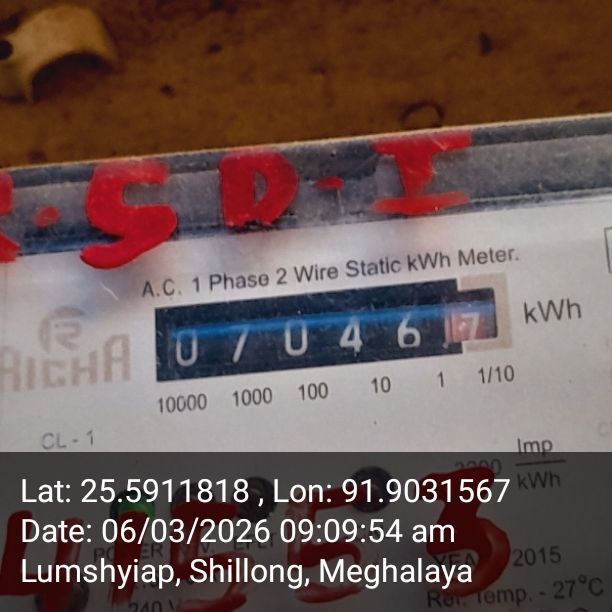 R.SD-I
A.C. 1 Phase 2 Wire Static kWh Meter.
RICHA
0 7 0 4 6 7 kWh
10000 1000 100 10 1 1/10
CL - 1
3200 Imp
kWh
Lat: 25.5911818 , Lon: 91.9031567
Date: 06/03/2026 09:09:54 am
2015
Lumshyiap, Shillong, Meghalaya
Ref. Temp. - 27°C
240 V